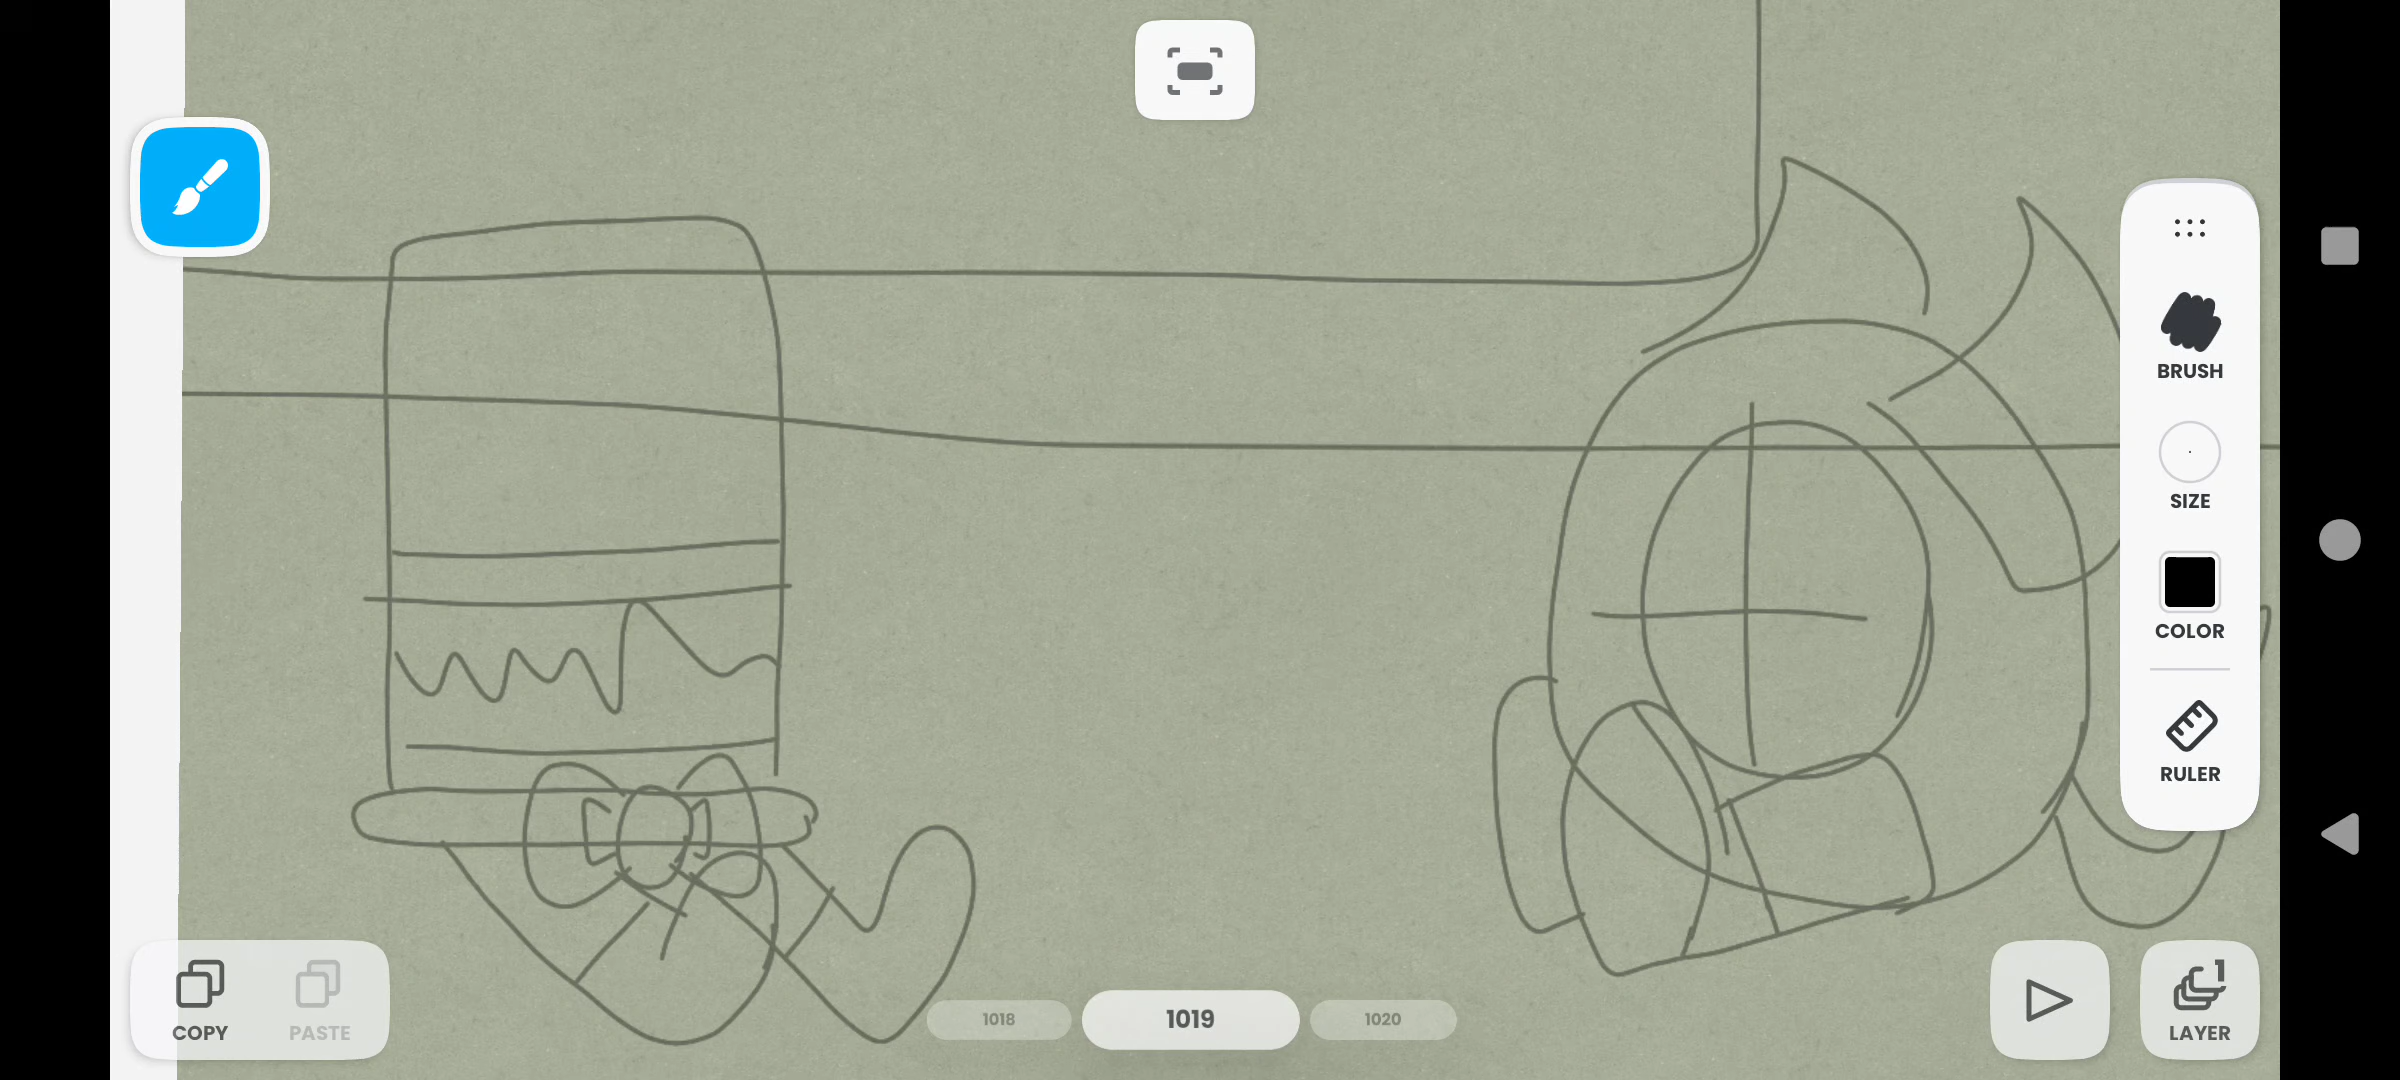 BRUSH
SIZE
COLOR
RULER
COPY
PASTE
1018
1019
1020
1
LAYER